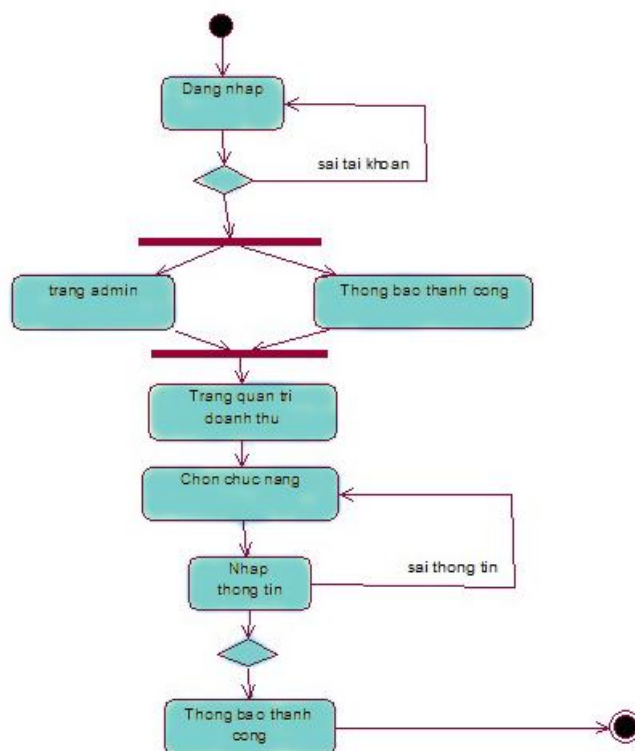 Dang nhap
sai tai khoan
trang admin
Thong bao thanh cong
Trang quan tri
doanh thu
Chon chuc nang
Nhap
thong tin
sai thong tin
Thong bao thanh
cong